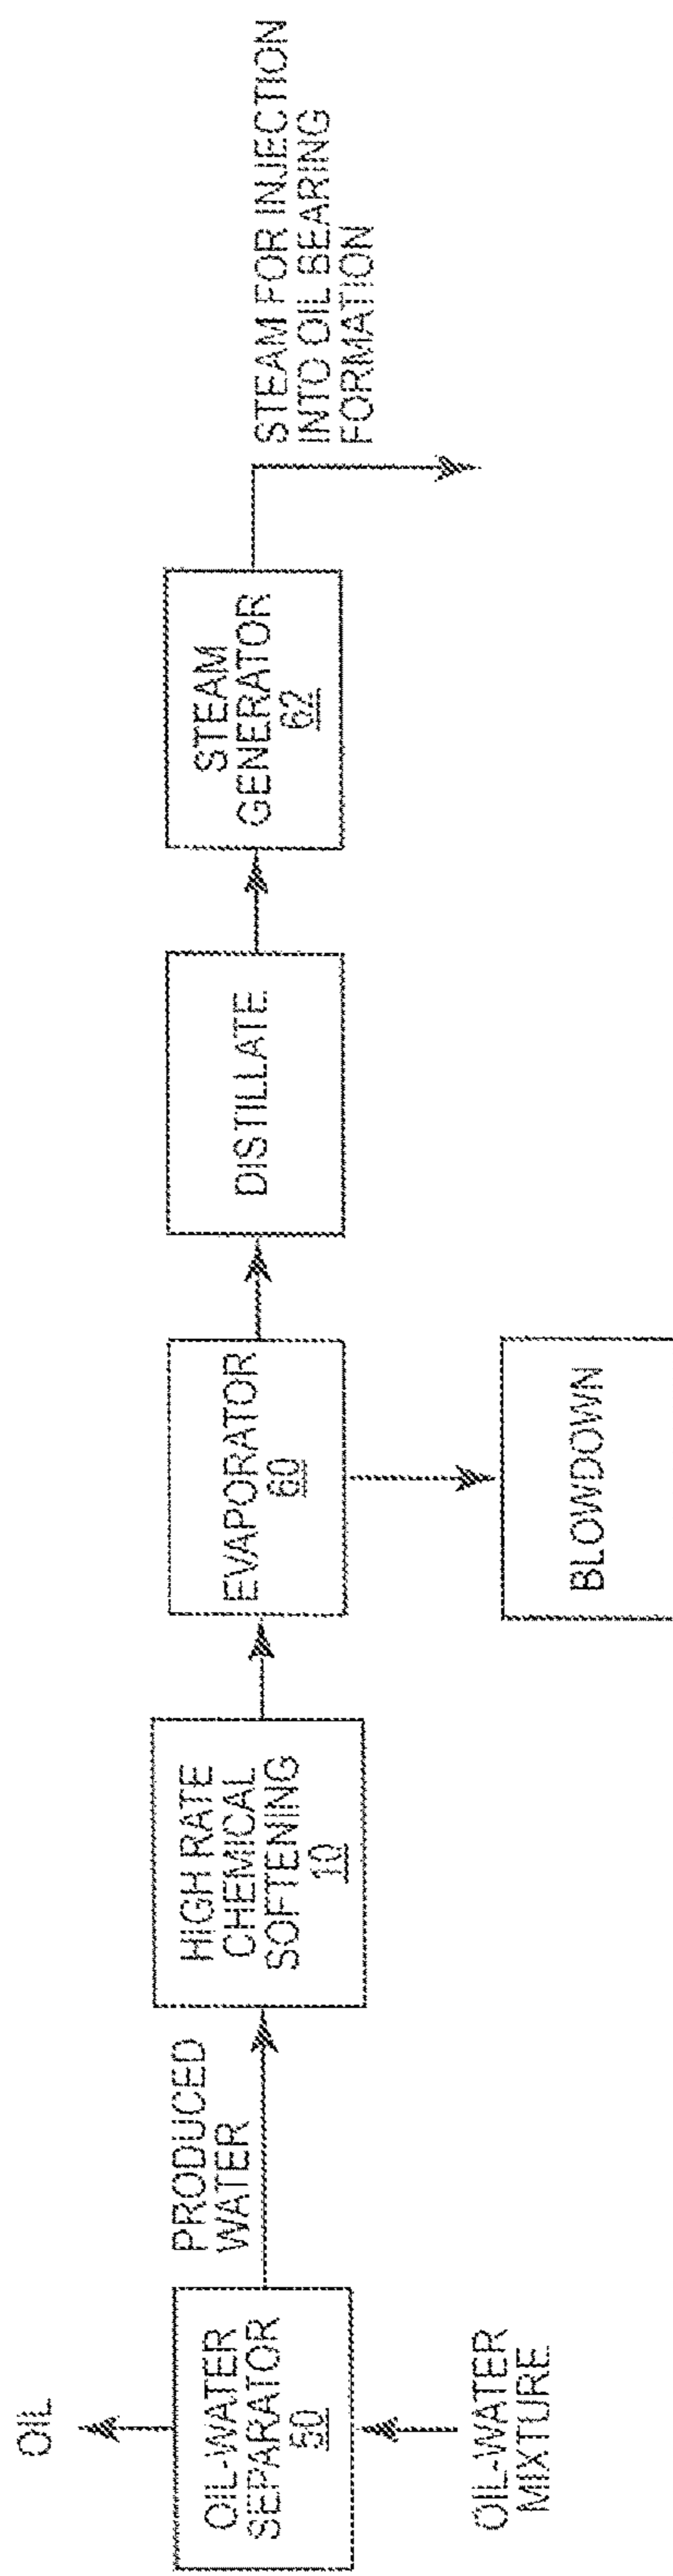 OIL
OIL-WATER
SEPARATOR
50
OIL-WATER
MIXTURE
PRODUCED
WATER
HIGH RATE
CHEMICAL
SOFTENING
10
EVAPORATOR
60
BLOWDOWN
DISTILLATE
STEAM
GENERATOR
62
STEAM FOR INJECTION
INTO OIL BEARING
FORMATION